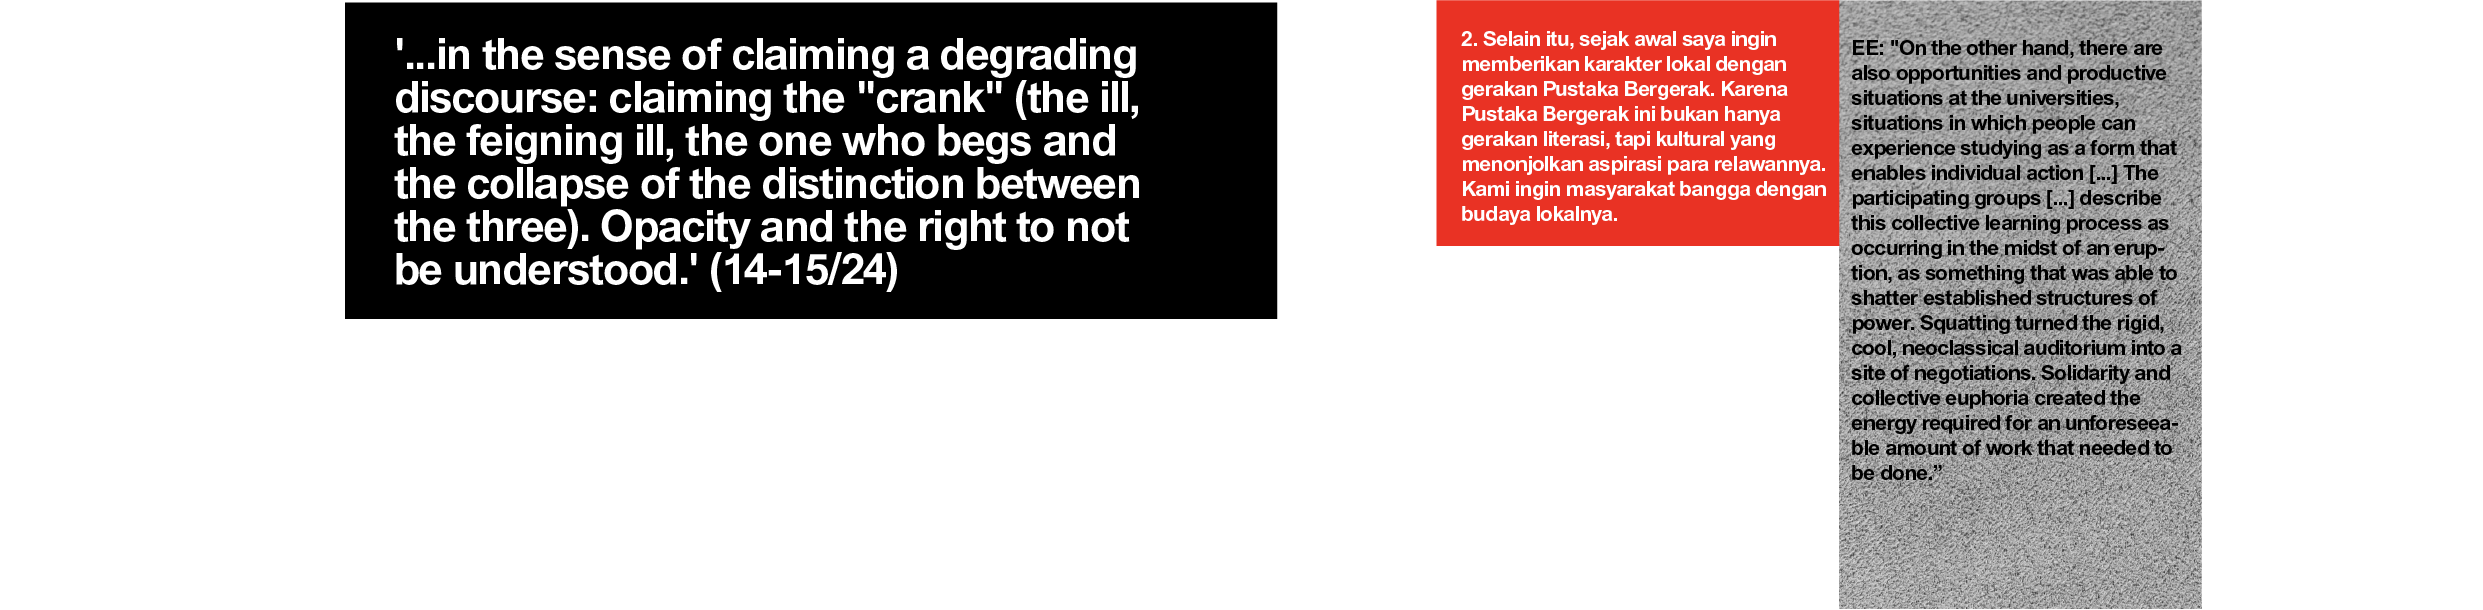 '...in the sense of claiming a degrading
discourse: claiming the "crank" (the ill,
the feigning ill, the one who begs and
the collapse of the distinction between
the three). Opacity and the right to not
be understood.' (14-15/24)
2. Selain itu, sejak awal saya ingin
memberikan karakter lokal dengan
gerakan Pustaka Bergerak. Karena
Pustaka Bergerak ini bukan hanya
gerakan literasi, tapi kultural yang
menonjolkan aspirasi para relawannya.
Kami ingin masyarakat bangga dengan
budaya lokalnya.
EE: "On the other hand, there are
also opportunities and productive
situations at the universities,
situations in which people can
experience studying as a form that
enables individual action [...] The
participating groups [...] describe
this collective learning process as
occurring in the midst of an erup-
tion, as something that was able to
shatter established structures of
power. Squatting turned the rigid,
cool, neoclassical auditorium into a
site of negotiations. Solidarity and
collective euphoria created the
energy required for an unforeseea-
ble amount of work that needed to
be done.”